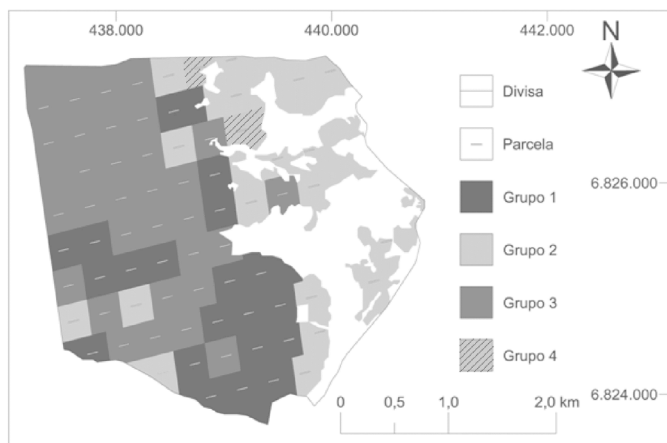 438.000
440.000
442.000
N
Divisa
Parcela
6.826.000
Grupo 1
Grupo 2
Grupo 3
Grupo 4
6.824.000
0 0,5 1,0 2,0 km